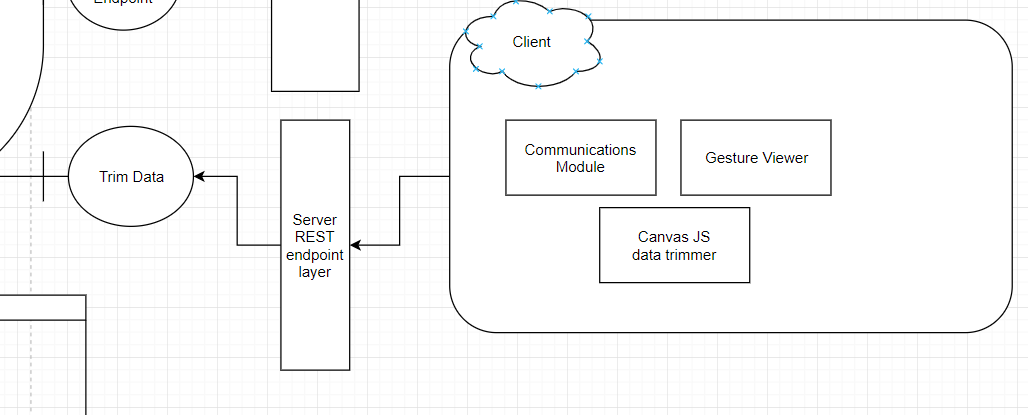 Endpoint
Client
Communications
Module
Gesture Viewer
Trim Data
Server
REST
endpoint
layer
Canvas JS
data trimmer